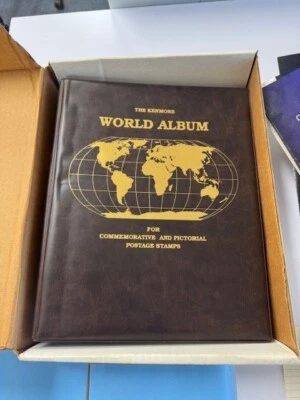 THE KENMORE
WORLD ALBUM
FOR
COMMEMORATIVE AND PICTORIAL
POSTAGE STAMPS